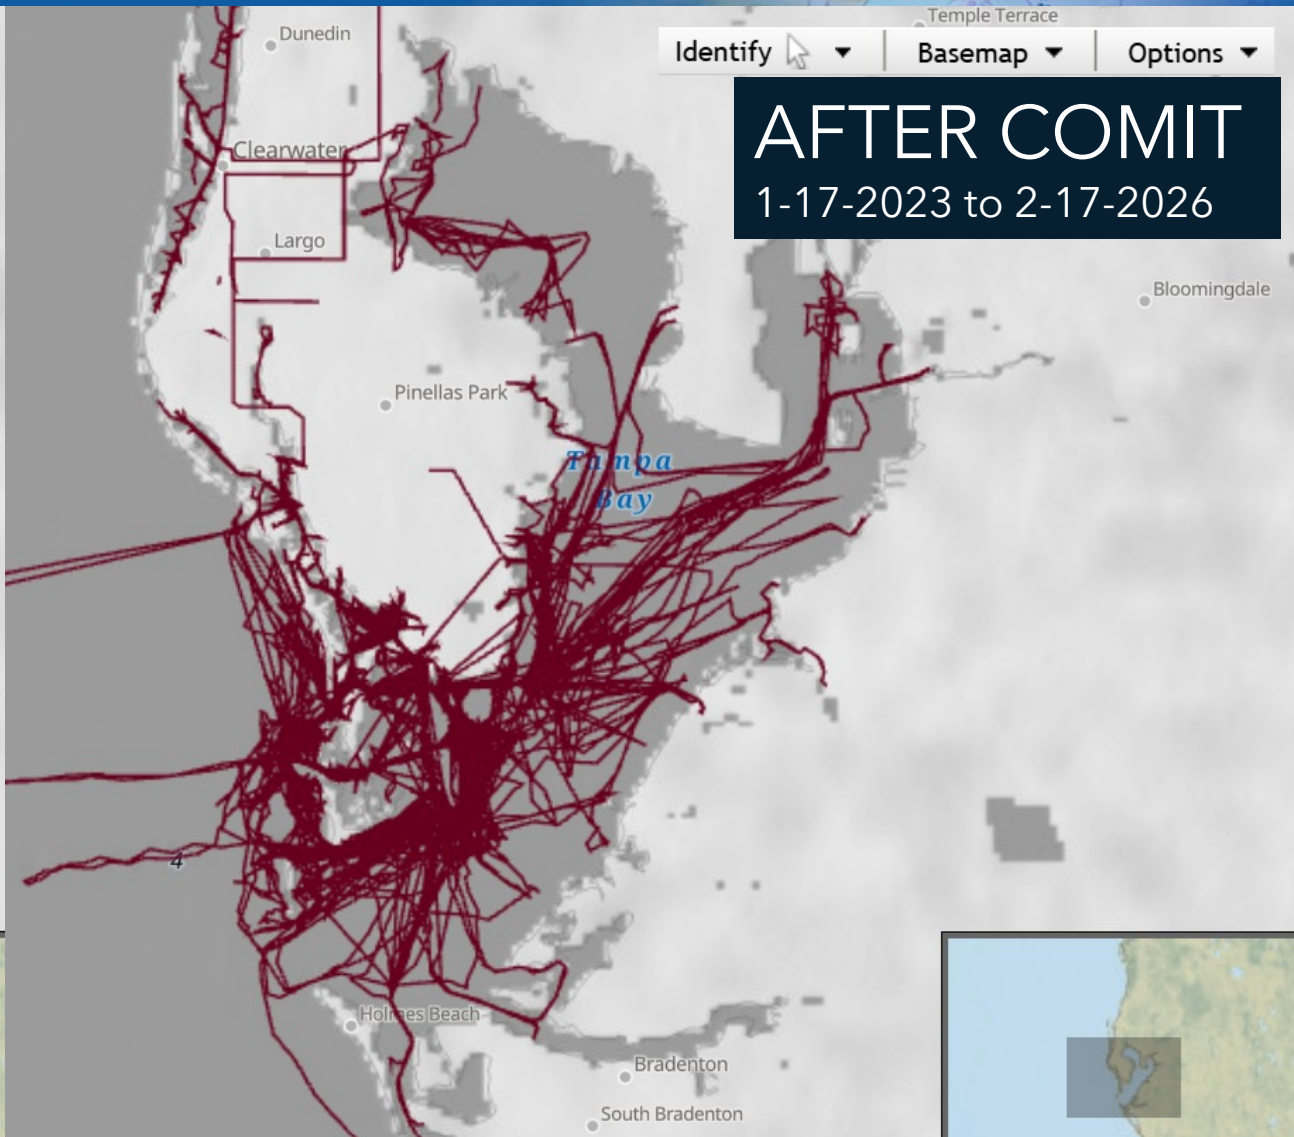 Dunedin
Temple Terrace
Identify
Basemap
Options
AFTER COMIT
1-17-2023 to 2-17-2026
Clearwater
Largo
Bloomingdale
Pinellas Park
Tampa
Bay
4
Holmes Beach
Bradenton
South Bradenton